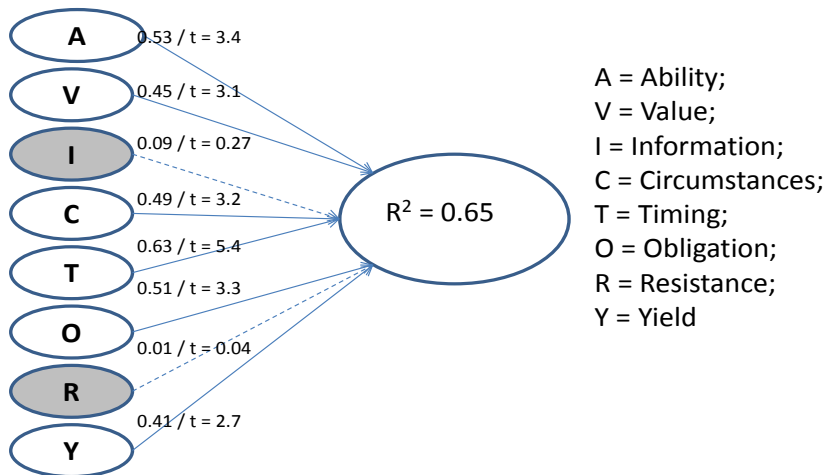 A
0.53 / t = 3.4
V
0.45 / t = 3.1
I
0.09 / t = 0.27
C
0.49 / t = 3.2
T
0.63 / t = 5.4
O
0.51 / t = 3.3
R
0.01 / t = 0.04
Y
0.41 / t = 2.7
R² = 0.65
A = Ability;
V = Value;
I = Information;
C = Circumstances;
T = Timing;
O = Obligation;
R = Resistance;
Y = Yield